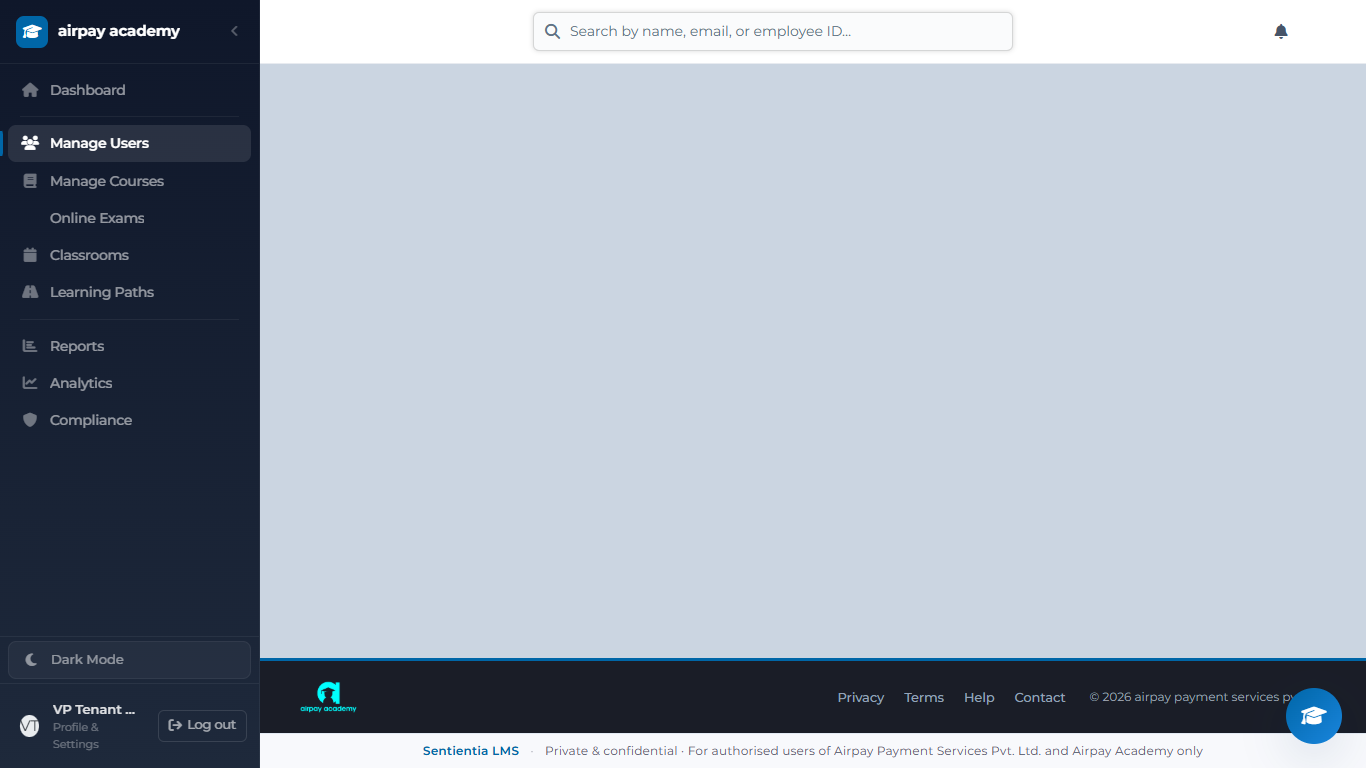 airpay academy
Search by name, email, or employee ID...
Dashboard
Manage Users
Manage Courses
Online Exams
Classrooms
Learning Paths
Reports
Analytics
Compliance
Dark Mode
VT
VP Tenant ...
Profile &
Settings
Log out
airpay academy
Privacy
Terms
Help
Contact
© 2026 airpay payment services
Sentientia LMS · Private & confidential · For authorised users of Airpay Payment Services Pvt. Ltd. and Airpay Academy only